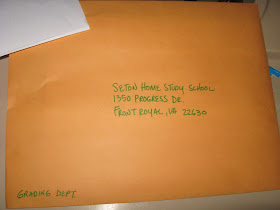 SETON HOME STUDY SCHOOL
1350 PROGRESS DR.
FRONT ROYAL, VA 22630
GRADING DEPT.